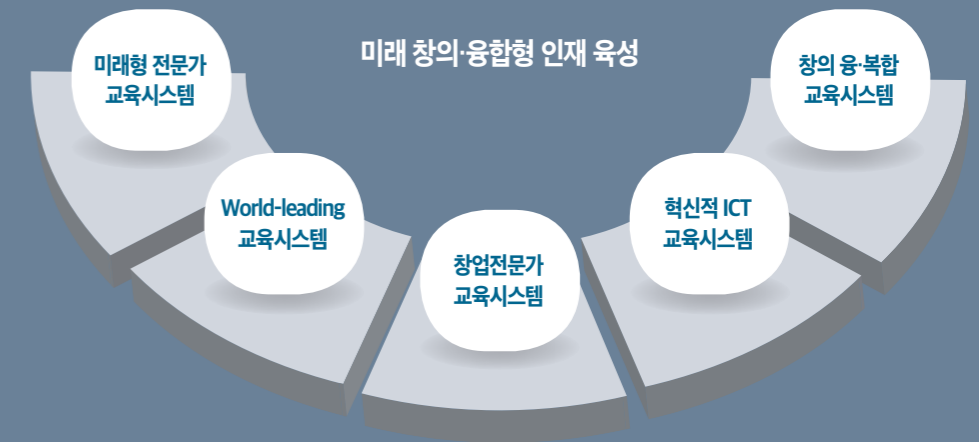 미래 창의·융합형 인재 육성
미래형 전문가
교육시스템
World-leading
교육시스템
창업전문가
교육시스템
혁신적 ICT
교육시스템
창의 융·복합
교육시스템